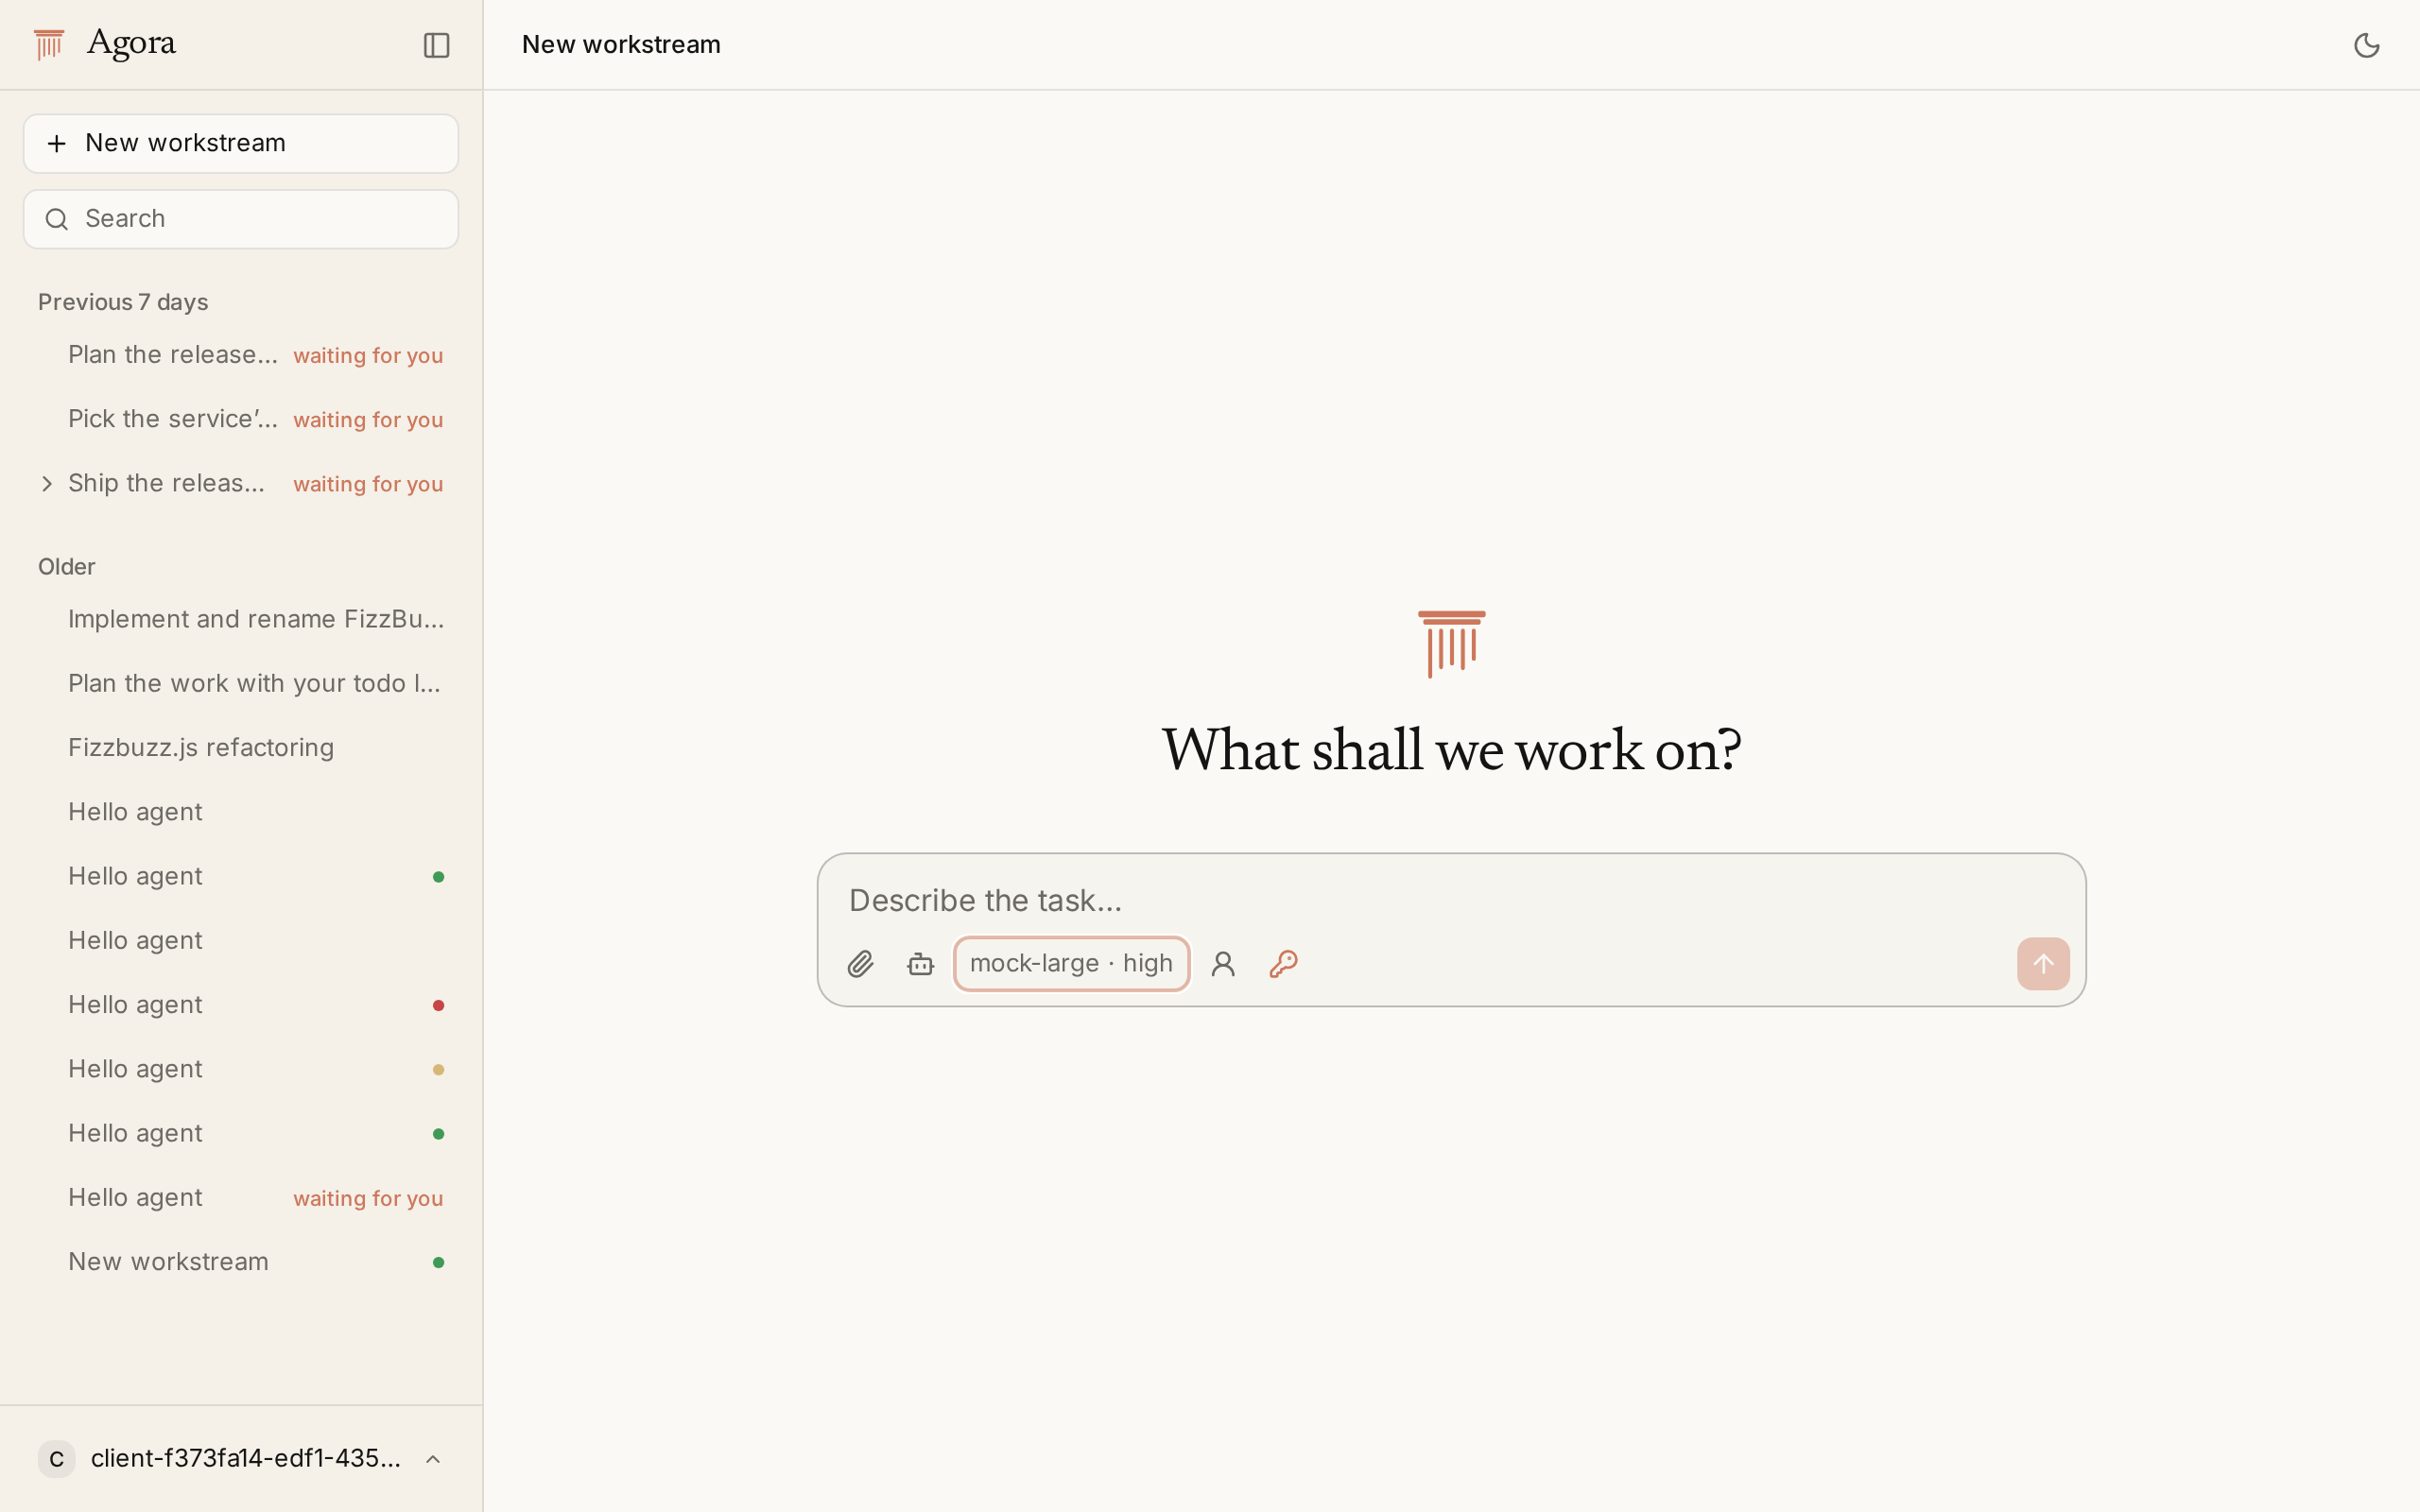 Agora
New workstream
Search
Previous 7 days
Plan the release... waiting for you
Pick the service’... waiting for you
Ship the releas... waiting for you
Older
Implement and rename FizzBu...
Plan the work with your todo l...
Fizzbuzz.js refactoring
Hello agent
Hello agent
Hello agent
Hello agent
Hello agent
Hello agent
Hello agent waiting for you
New workstream
C client-f373fa14-edf1-435...
New workstream
What shall we work on?
Describe the task...
mock-large · high